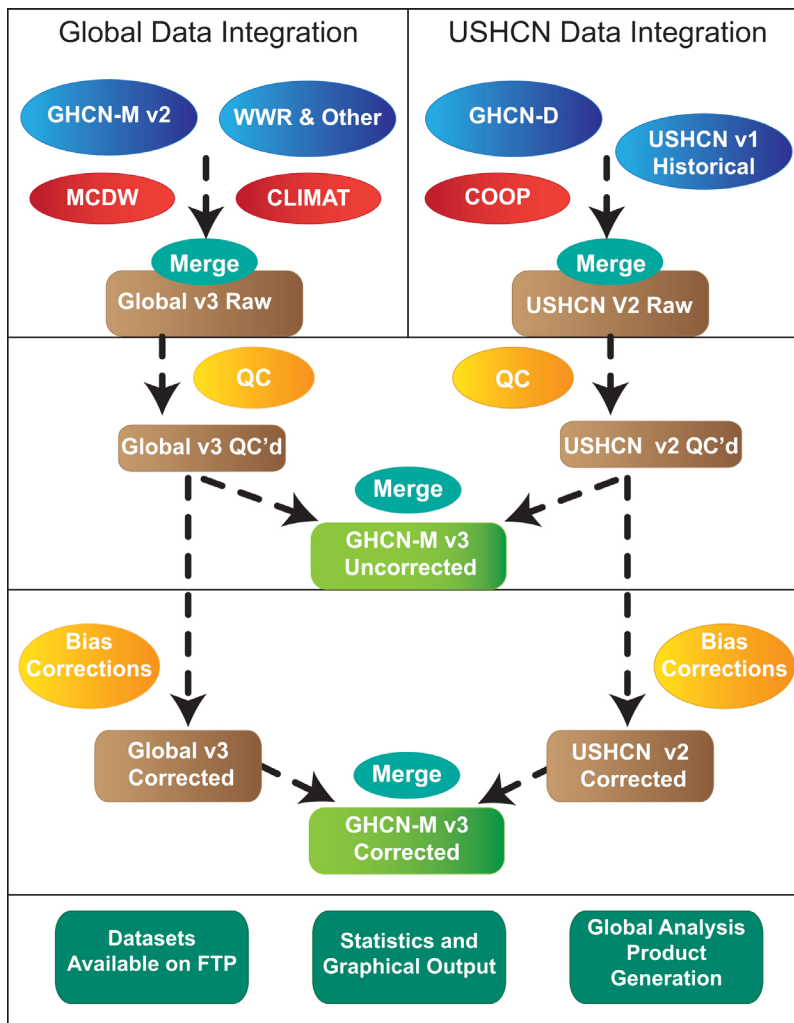 Global Data Integration
USHCN Data Integration
GHCN-M v2
WWR & Other
MCDW
CLIMAT
Merge
Global v3 Raw
GHCN-D
USHCN v1
Historical
COOP
Merge
USHCN V2 Raw
QC
QC
Global v3 QC'd
USHCN v2 QC'd
Merge
GHCN-M v3
Uncorrected
Bias
Corrections
Bias
Corrections
Global v3
Corrected
USHCN v2
Corrected
Merge
GHCN-M v3
Corrected
Datasets
Available on FTP
Statistics and
Graphical Output
Global Analysis
Product
Generation